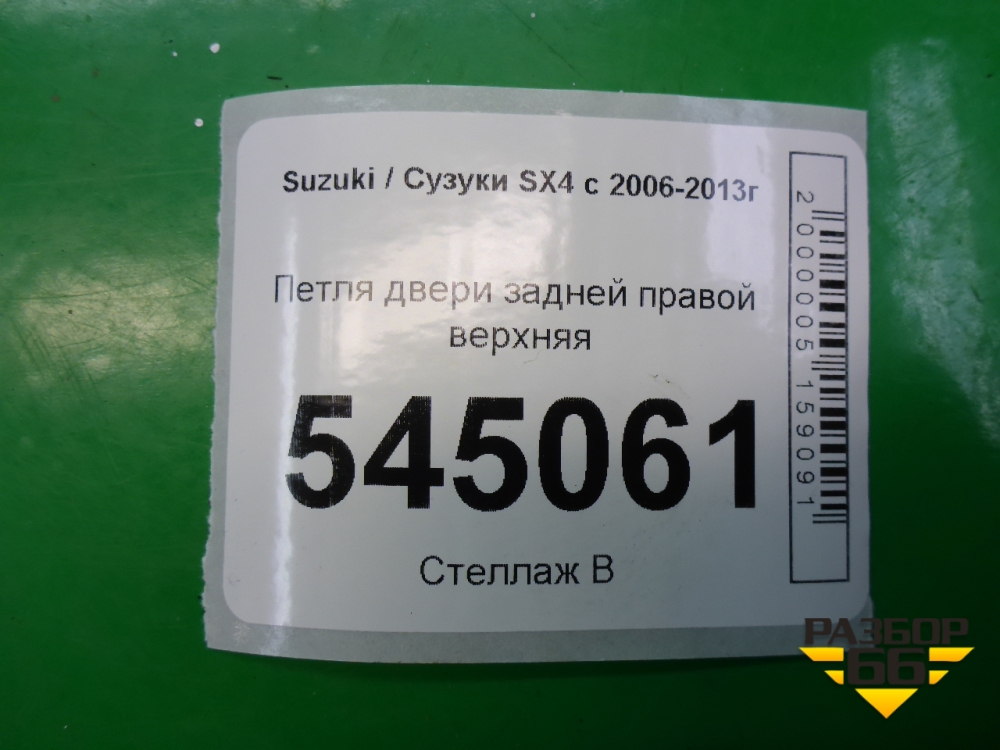 Suzuki / Сузуки SX4 с 2006-2013г
Петля двери задней правой
верхняя
545061
Стеллаж В
2000005159091
РАЗБОР
66